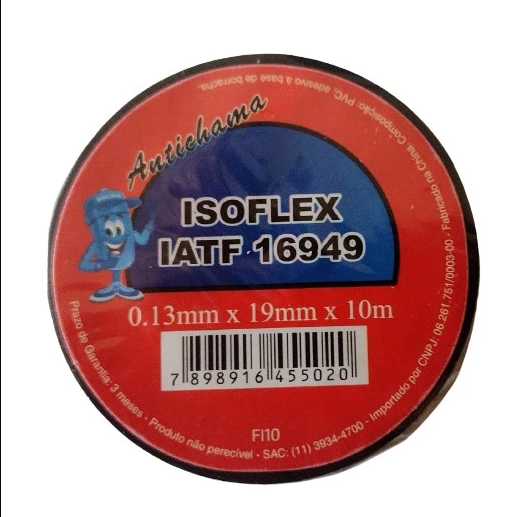 Antichama
ISOFLEX
IATF 16949
0.13mm x 19mm x 10m
7 898916 455020
FI10
Prazo de Garantia: 3 meses - Produto não perecível - SAC: (11) 3934-4700 - Importado por CNPJ: 06.261.751/0003-00 - Fabricado na China. Composição: PVC, adesivo à base de borracha.